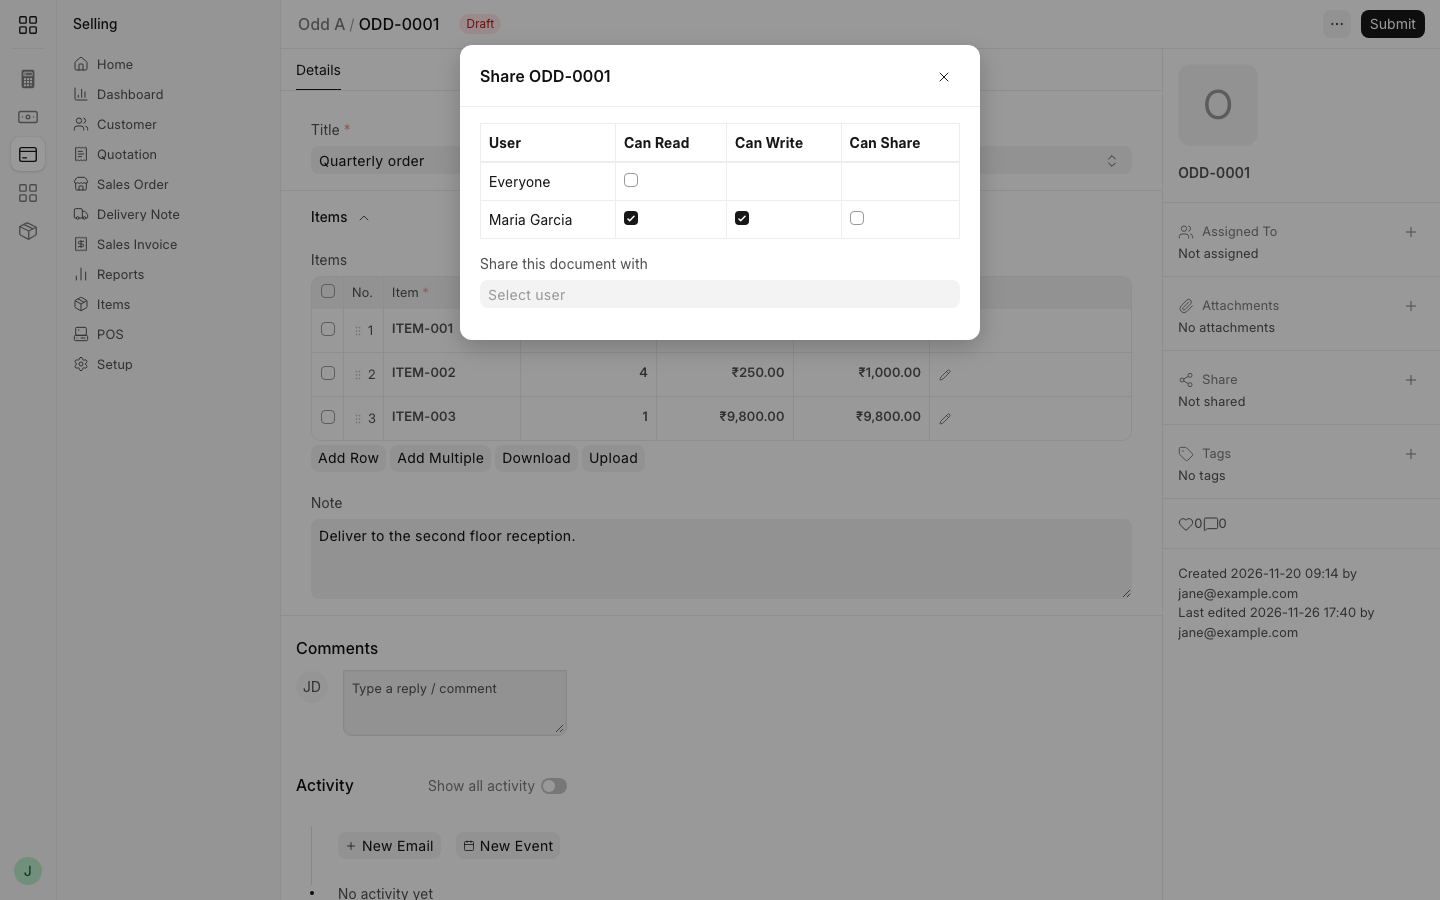 Selling
Home
Dashboard
Customer
Quotation
Sales Order
Delivery Note
Sales Invoice
Reports
Items
POS
Setup
J
Odd A / ODD-0001 Draft
... Submit
Details
Title *
Quarterly order
Items
Items
No. Item *
1 ITEM-001
2 ITEM-002 4 ₹250.00 ₹1,000.00
3 ITEM-003 1 ₹9,800.00 ₹9,800.00
Add Row Add Multiple Download Upload
Note
Deliver to the second floor reception.
Comments
JD Type a reply / comment
Activity Show all activity
New Email New Event
No activity yet
Share ODD-0001
User Can Read Can Write Can Share
Everyone
Maria Garcia
Share this document with
Select user
O
ODD-0001
Assigned To
Not assigned
Attachments
No attachments
Share
Not shared
Tags
No tags
0 0
Created 2026-11-20 09:14 by
jane@example.com
Last edited 2026-11-26 17:40 by
jane@example.com